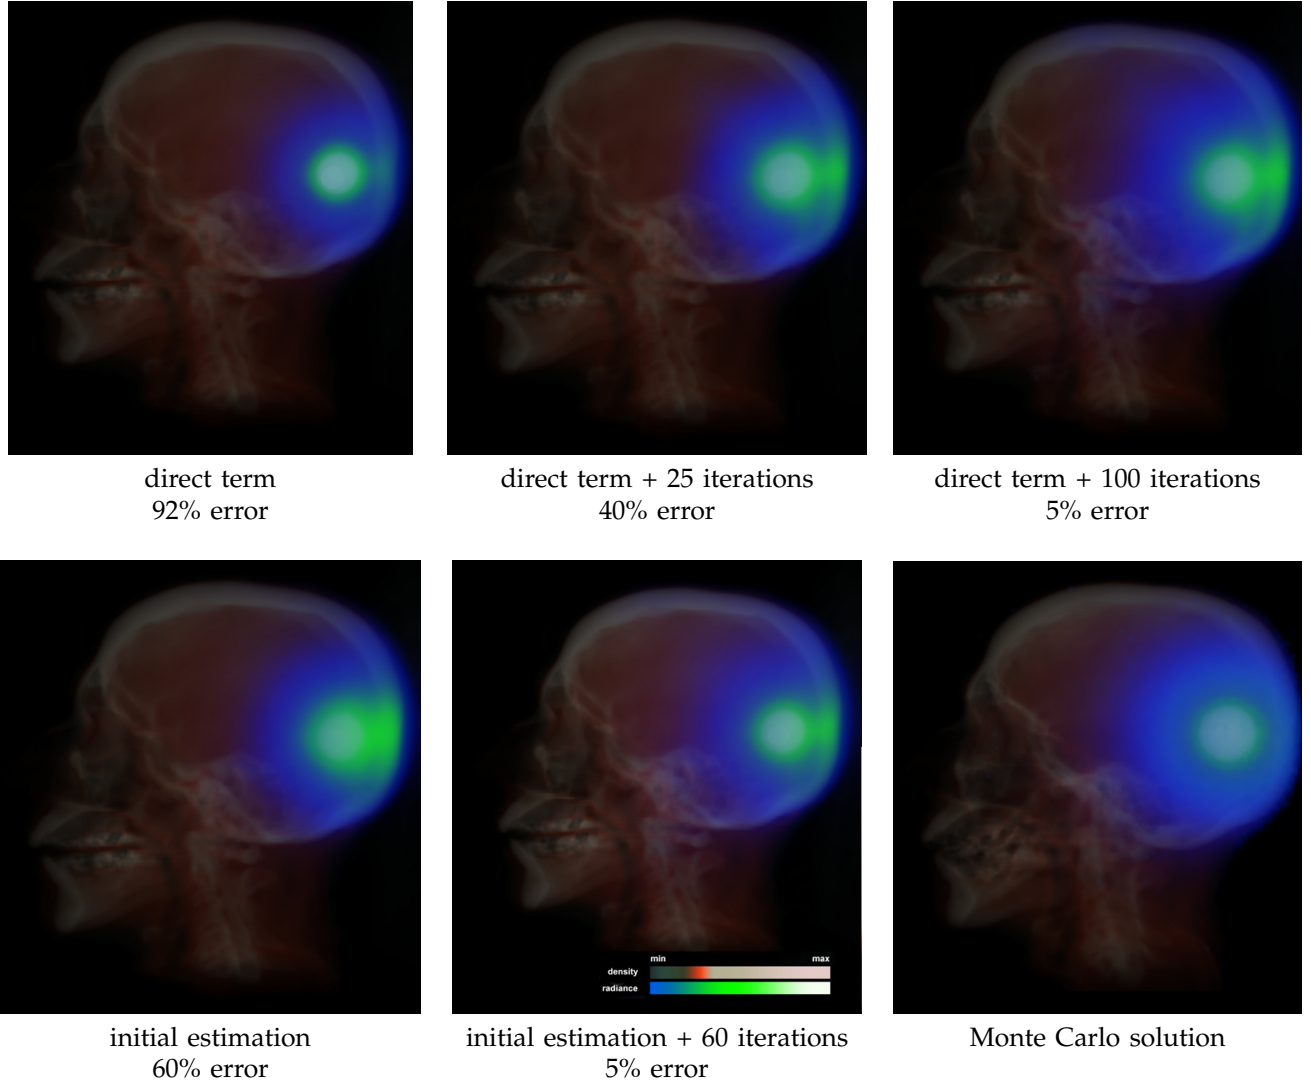 direct term
92% error
direct term + 25 iterations
40% error
direct term + 100 iterations
5% error
min max
density
radiance
initial estimation
60% error
initial estimation + 60 iterations
5% error
Monte Carlo solution